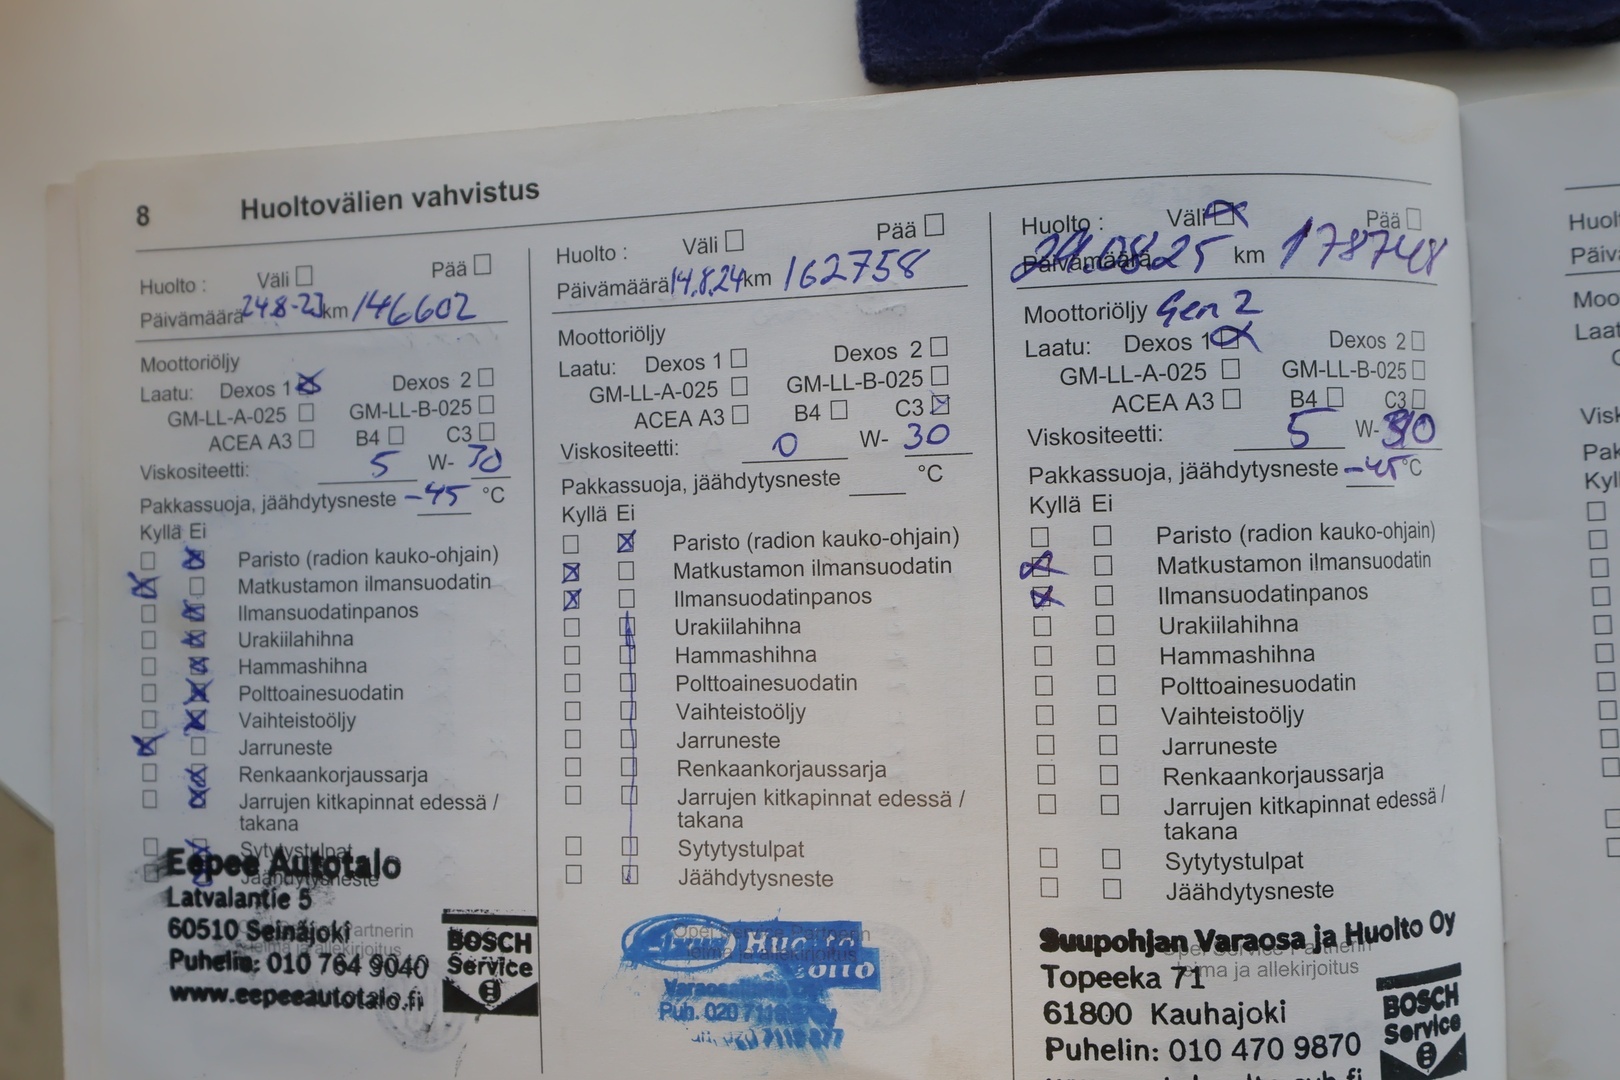 8 Huoltovälien vahvistus
Huolto : Väli Pää
Päivämäärä 24.8-23 km 146602
Moottoriöljy
Laatu: Dexos 1 Dexos 2
GM-LL-A-025 GM-LL-B-025
ACEA A3 B4 C3
Viskositeetti: 5 W- 30
Pakkassuoja, jäähdytysneste -45 °C
Kyllä Ei
Paristo (radion kauko-ohjain)
Matkustamon ilmansuodatin
Ilmansuodatinpanos
Urakiilahihna
Hammashihna
Polttoainesuodatin
Vaihteistoöljy
Jarruneste
Renkaankorjaussarja
Jarrujen kitkapinnat edessä /
takana
Sytytystulpat
Jäähdytysneste
Eepee Autotalo
Latvalantie 5
60510 Seinäjoki
Puhelin: 010 764 9040
www.eepeeautotalo.fi
BOSCH
Service
Huolto : Väli Pää
Päivämäärä 14.8.24 km 162758
Moottoriöljy
Laatu: Dexos 1 Dexos 2
GM-LL-A-025 GM-LL-B-025
ACEA A3 B4 C3
Viskositeetti: 0 W- 30
Pakkassuoja, jäähdytysneste °C
Kyllä Ei
Paristo (radion kauko-ohjain)
Matkustamon ilmansuodatin
Ilmansuodatinpanos
Urakiilahihna
Hammashihna
Polttoainesuodatin
Vaihteistoöljy
Jarruneste
Renkaankorjaussarja
Jarrujen kitkapinnat edessä /
takana
Sytytystulpat
Jäähdytysneste
Huolto
Puh. 020
Huolto : Väli Pää
Päivämäärä 29.08.25 km 178748
Moottoriöljy Gen 2
Laatu: Dexos 1 Dexos 2
GM-LL-A-025 GM-LL-B-025
ACEA A3 B4 C3
Viskositeetti: 5 W- 30
Pakkassuoja, jäähdytysneste -45 °C
Kyllä Ei
Paristo (radion kauko-ohjain)
Matkustamon ilmansuodatin
Ilmansuodatinpanos
Urakiilahihna
Hammashihna
Polttoainesuodatin
Vaihteistoöljy
Jarruneste
Renkaankorjaussarja
Jarrujen kitkapinnat edessä /
takana
Sytytystulpat
Jäähdytysneste
Suupohjan Varaosa ja Huolto Oy
ja allekirjoitus
Topeeka 71
61800 Kauhajoki
Puhelin: 010 470 9870
BOSCH
Service